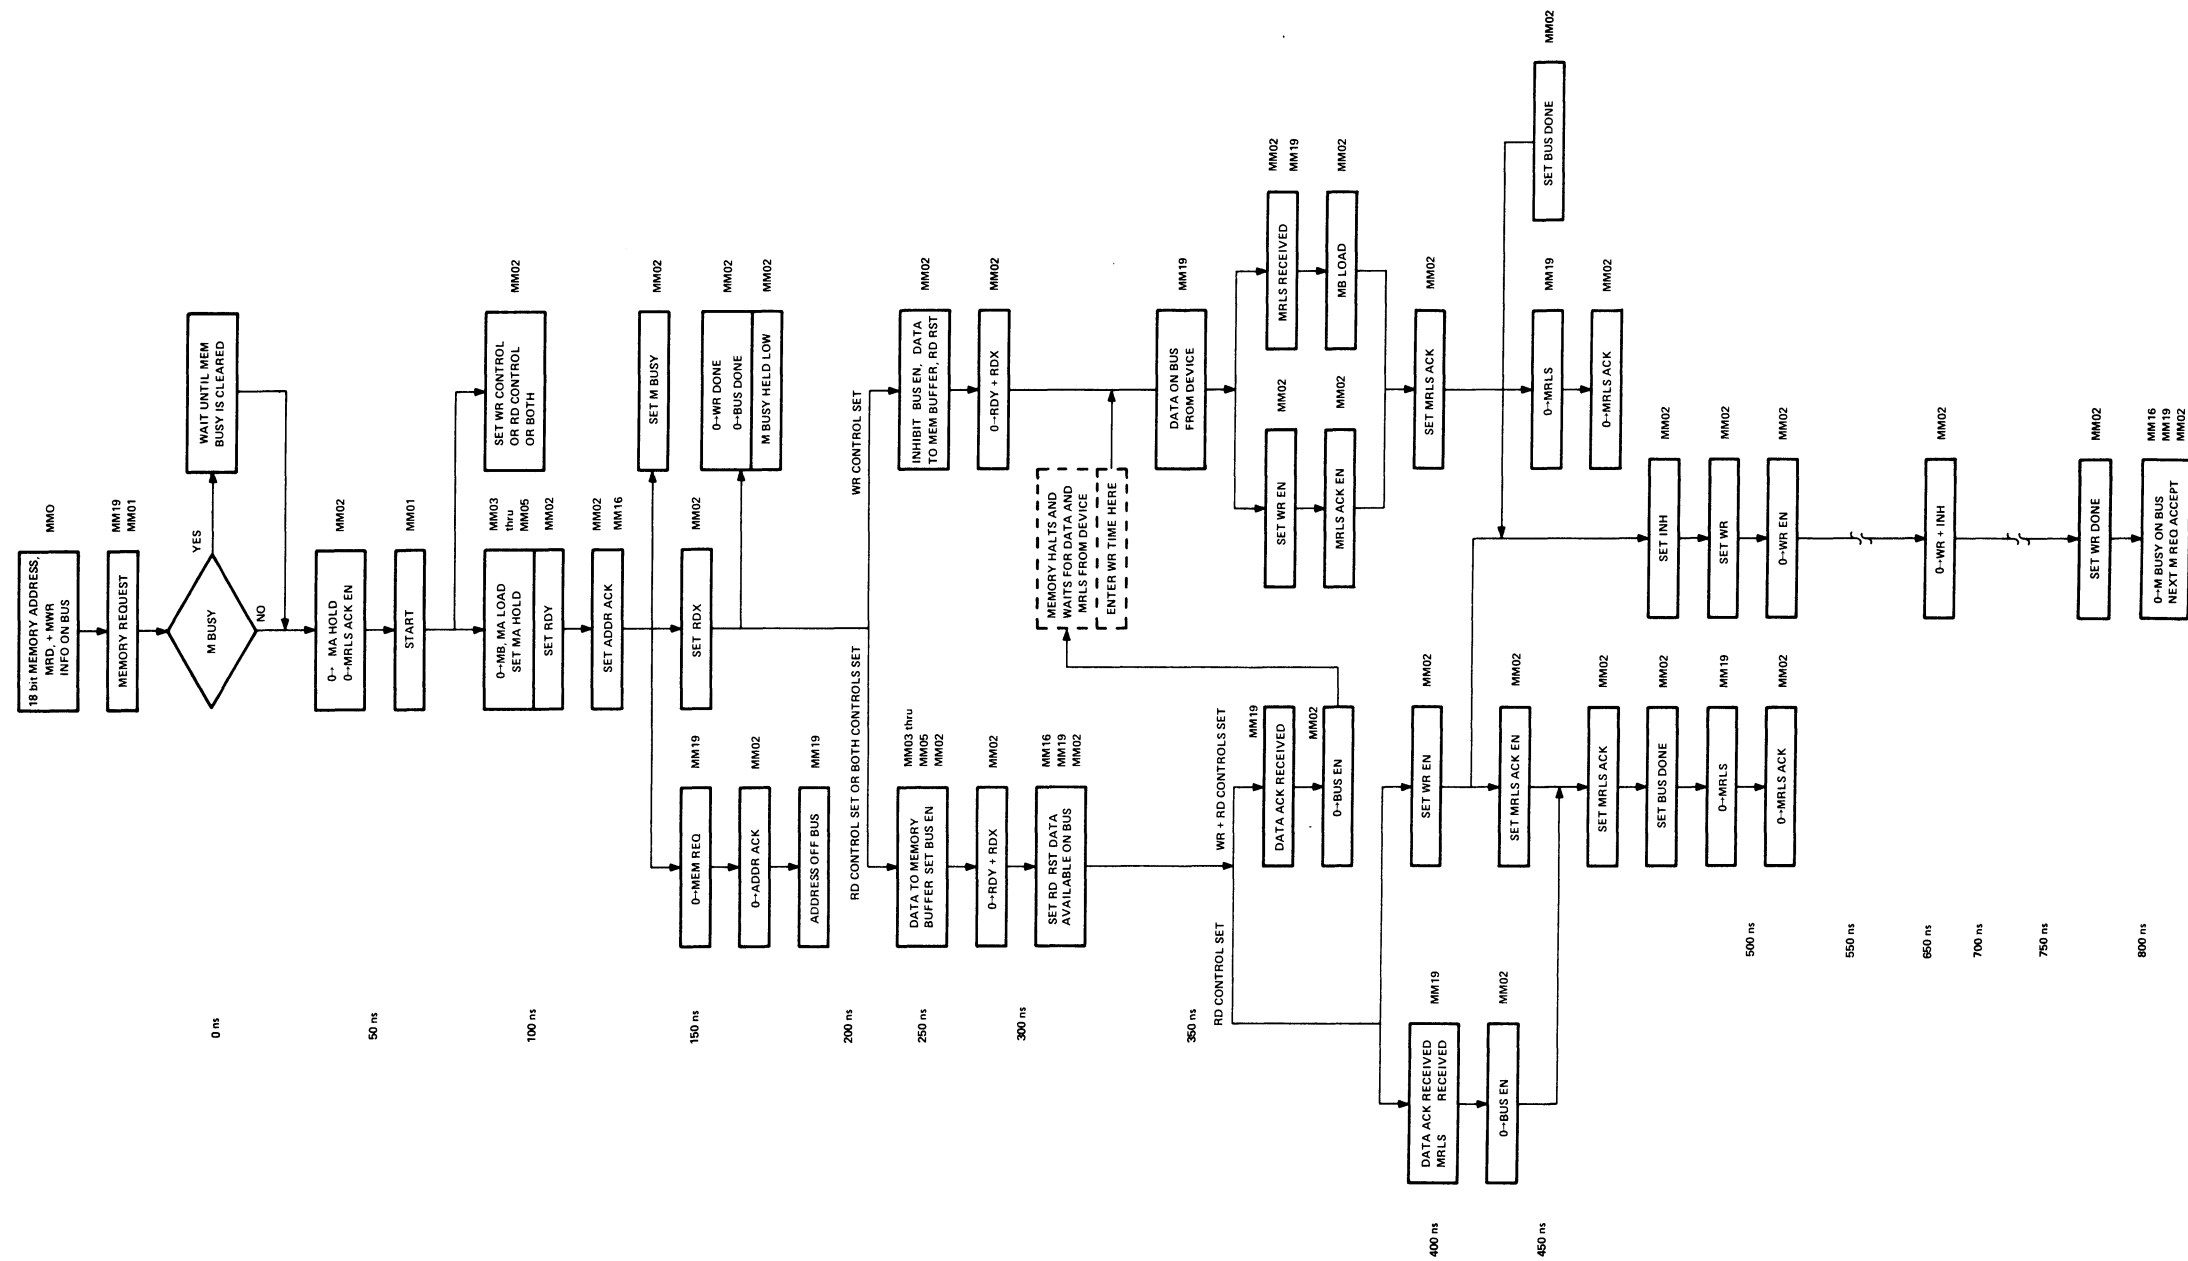 18 bit MEMORY ADDRESS,
MRD, + MWR
INFO ON BUS
MMO
MEMORY REQUEST
MM19
MM01
M BUSY
YES
NO
WAIT UNTIL MEM
BUSY IS CLEARED
0 ns
0→ MA HOLD
0→MRLS ACK EN
MM02
50 ns
START
MM01
SET WR CONTROL
OR RD CONTROL
OR BOTH
MM02
0→MB, MA LOAD
SET MA HOLD
MM03
thru
MM05
SET RDY
MM02
100 ns
SET ADDR ACK
MM02
MM16
SET M BUSY
MM02
0→MEM REQ
MM19
SET RDX
MM02
150 ns
0→WR DONE
0→BUS DONE
MM02
M BUSY HELD LOW
MM02
0→ADDR ACK
MM02
ADDRESS OFF BUS
MM19
200 ns
RD CONTROL SET OR BOTH CONTROLS SET
WR CONTROL SET
250 ns
DATA TO MEMORY
BUFFER SET BUS EN
MM03 thru
MM05
MM02
INHIBIT BUS EN, DATA
TO MEM BUFFER, RD RST
MM02
0→RDY + RDX
MM02
0→RDY + RDX
MM02
300 ns
SET RD RST DATA
AVAILABLE ON BUS
MM16
MM19
MM02
MEMORY HALTS AND
WAITS FOR DATA AND
MRLS FROM DEVICE
ENTER WR TIME HERE
350 ns
DATA ON BUS
FROM DEVICE
MM19
RD CONTROL SET
WR + RD CONTROLS SET
DATA ACK RECEIVED
MM19
0→BUS EN
MM02
SET WR EN
MM02
MRLS ACK EN
MM02
MRLS RECEIVED
MM02
MM19
MB LOAD
MM02
400 ns
DATA ACK RECEIVED
MRLS RECEIVED
MM19
SET WR EN
MM02
SET MRLS ACK
MM02
0→BUS EN
MM02
SET MRLS ACK EN
MM02
450 ns
0→MRLS
MM19
SET BUS DONE
MM02
SET MRLS ACK
MM02
0→MRLS ACK
MM02
SET BUS DONE
MM02
SET INH
MM02
0→MRLS
MM19
SET WR
MM02
500 ns
0→MRLS ACK
MM02
0→WR EN
MM02
550 ns
650 ns
0→WR + INH
MM02
700 ns
750 ns
SET WR DONE
MM02
800 ns
0→M BUSY ON BUS
NEXT M REQ ACCEPT
MM16
MM19
MM02